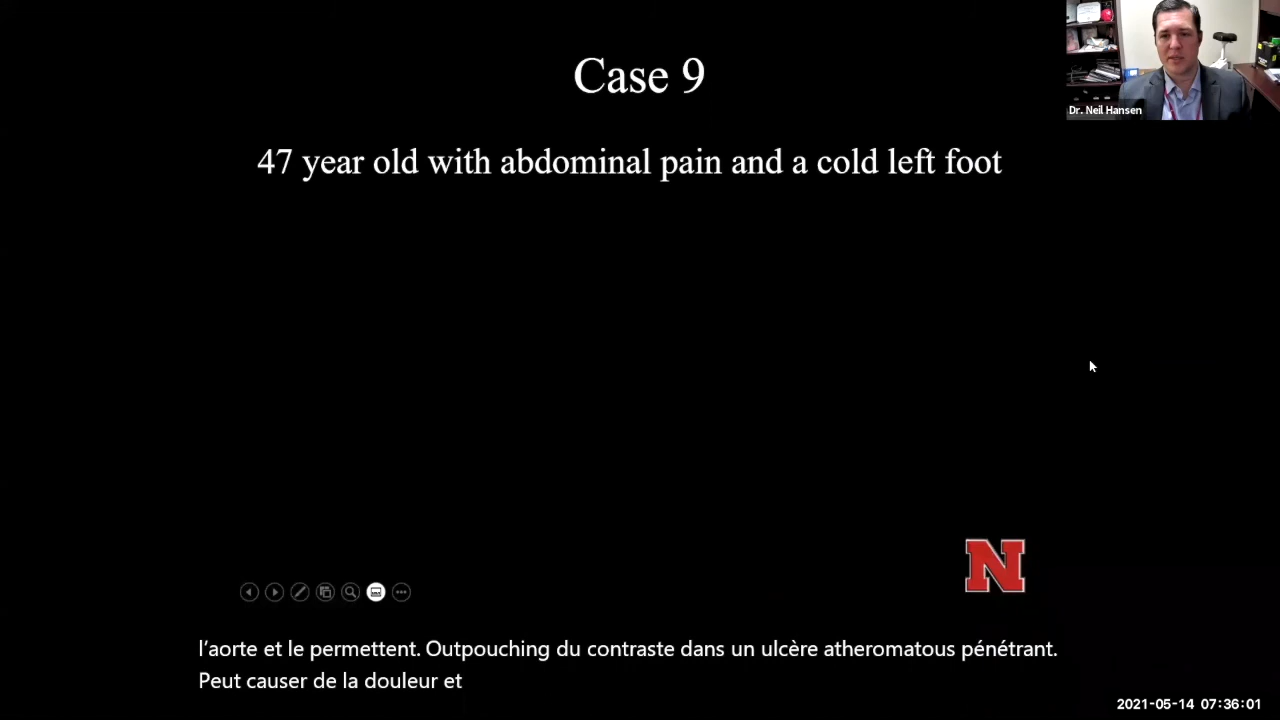 Case 9
Dr. Neil Hansen
47 year old with abdominal pain and a cold left foot
N
l'aorte et le permettent. Outpouching du contraste dans un ulcère atheromatous pénétrant.
Peut causer de la douleur et
2021-05-14 07:36:01